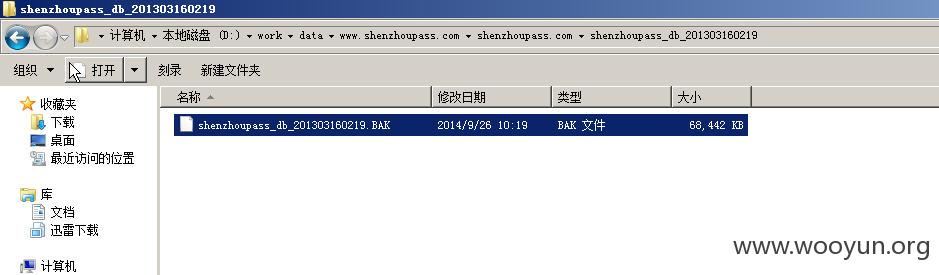 shenzhoupass_db_201303160219
计算机 本地磁盘 (D:) work data www.shenzhoupass.com shenzhoupass.com shenzhoupass_db_201303160219
组织 打开 刻录 新建文件夹
名称 修改日期 类型 大小
shenzhoupass_db_201303160219.BAK 2014/9/26 10:19 BAK 文件 68,442 KB
收藏夹
下载
桌面
最近访问的位置
库
文档
迅雷下载
计算机
www.wooyun.org